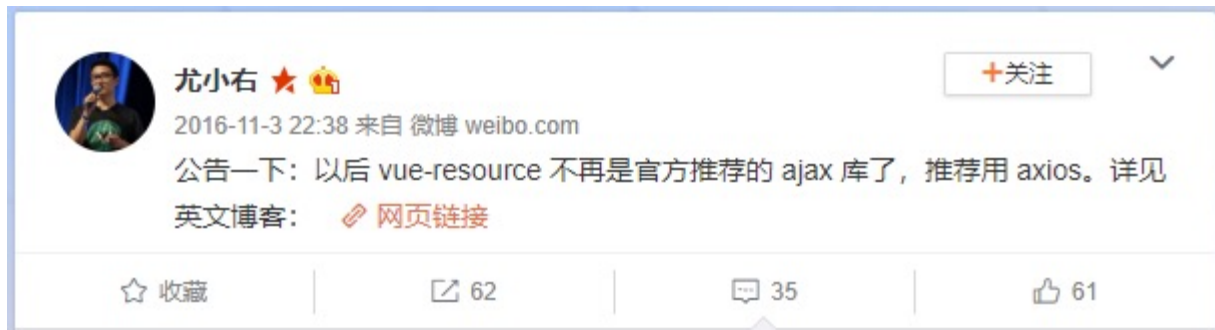 尤小右
+关注
2016-11-3 22:38 来自 微博 weibo.com
公告一下：以后 vue-resource 不再是官方推荐的 ajax 库了，推荐用 axios。详见
英文博客： 网页链接
收藏 62 35 61